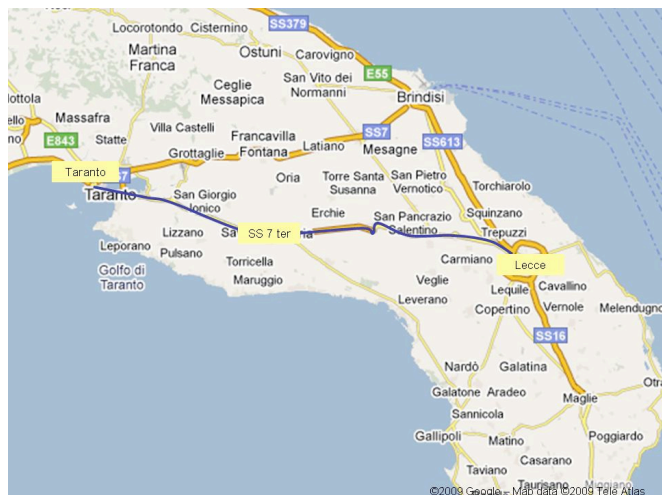 SS379
Locorotondo
Cisternino
Ostuni
Carovigno
Martina
Franca
E55
San Vito dei
Normanni
Ceglie
Messapica
Brindisi
Massafra
Statte
Villa Castelli
Francavilla
Fontana
Latiano
SS7
Mesagne
SS613
E843
Grottaglie
Taranto
7
Taranto
Oria
Torre Santa
Susanna
San Pietro
Vernotico
Torchiarolo
San Giorgio
Ionico
Erchie
San Pancrazio
Salentino
Squinzano
Trepuzzi
Lizzano
SS 7 ter
Leporano
Pulsano
Torricella
Maruggio
Golfo di
Taranto
Carmiano
Lecce
Veglie
Leverano
Lequile
Cavallino
Copertino
Vernole
Melendugno
SS16
Nardò
Galatina
Galatone
Aradeo
Maglie
Otra
Sannicola
Gallipoli
Matino
Poggiardo
Casarano
Taviano
Taurisano
Miggiano
©2009 Google - Map data ©2009 Tele Atlas